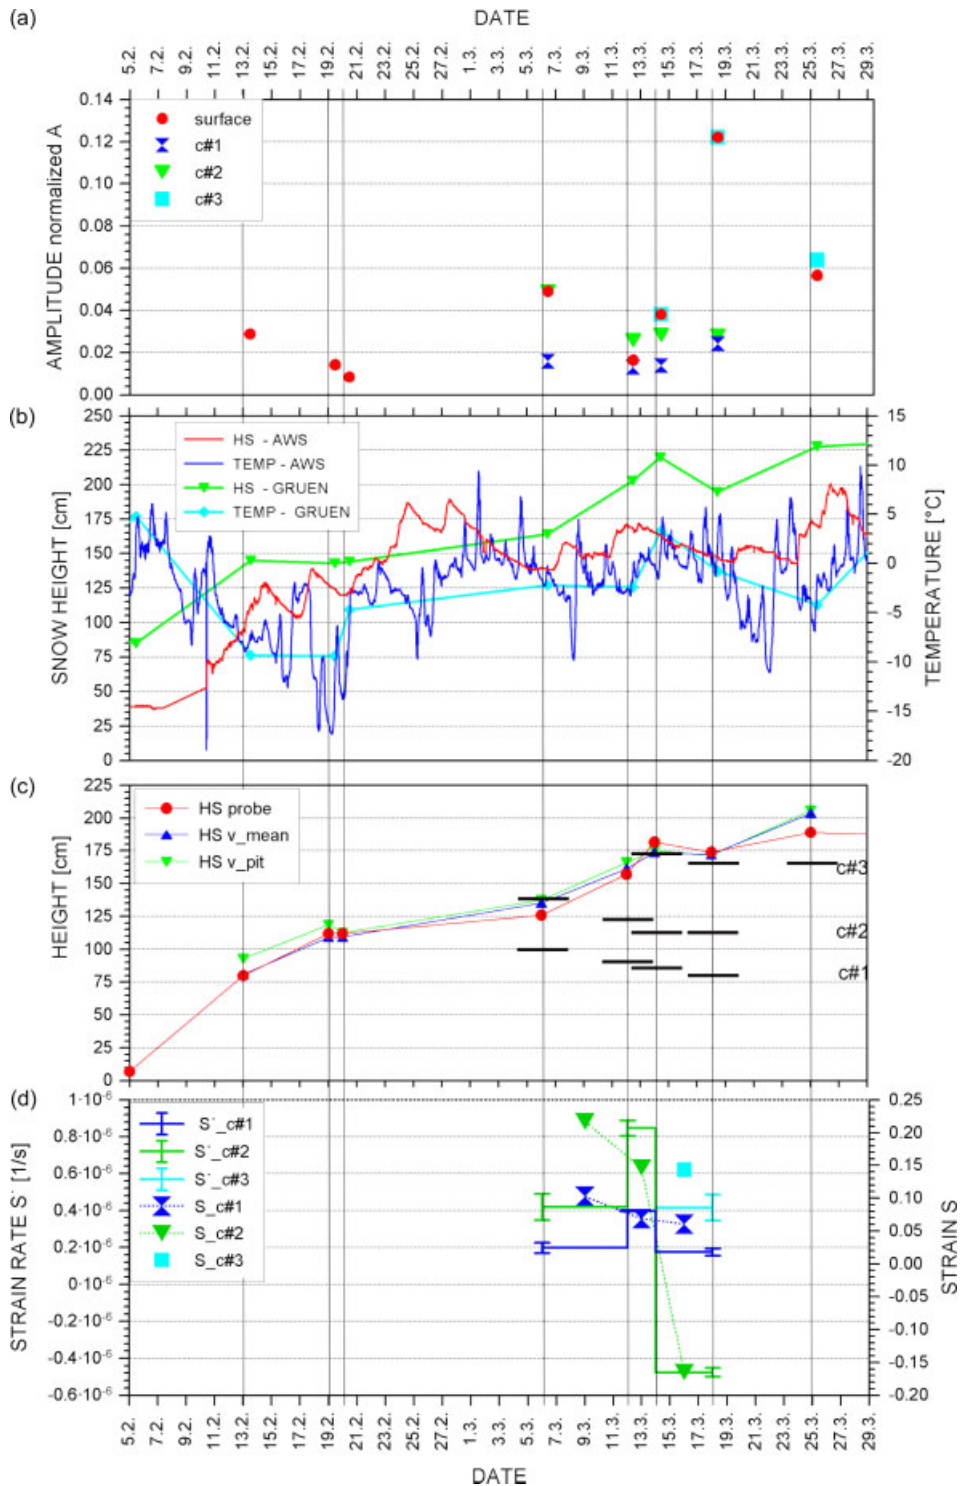 (a)
DATE
5.2. 7.2. 9.2. 11.2. 13.2. 15.2. 17.2. 19.2. 21.2. 23.2. 25.2. 27.2. 1.3. 3.3. 5.3. 7.3. 9.3. 11.3. 13.3. 15.3. 17.3. 19.3. 21.3. 23.3. 25.3. 27.3. 29.3.
AMPLITUDE normalized A
0.14
0.12
0.10
0.08
0.06
0.04
0.02
0.00
surface
c#1
c#2
c#3
(b)
SNOW HEIGHT [cm]
250
225
200
175
150
125
100
75
50
25
0
HS - AWS
TEMP - AWS
HS - GRUEN
TEMP - GRUEN
15
10
5
0
-5
-10
-15
-20
TEMPERATURE [°C]
(c)
HEIGHT [cm]
225
200
175
150
125
100
75
50
25
0
HS probe
HS v_mean
HS v_pit
c#3
c#2
c#1
(d)
STRAIN RATE S` [1/s]
1·10⁻⁶
0.8·10⁻⁶
0.6·10⁻⁶
0.4·10⁻⁶
0.2·10⁻⁶
0·10⁻⁶
-0.2·10⁻⁶
-0.4·10⁻⁶
-0.6·10⁻⁶
S`_c#1
S`_c#2
S`_c#3
S_c#1
S_c#2
S_c#3
0.25
0.20
0.15
0.10
0.05
0.00
-0.05
-0.10
-0.15
-0.20
STRAIN S
5.2. 7.2. 9.2. 11.2. 13.2. 15.2. 17.2. 19.2. 21.2. 23.2. 25.2. 27.2. 1.3. 3.3. 5.3. 7.3. 9.3. 11.3. 13.3. 15.3. 17.3. 19.3. 21.3. 23.3. 25.3. 27.3. 29.3.
DATE